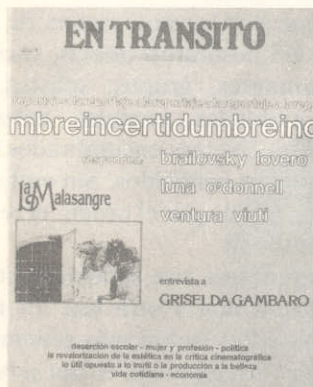 EN TRANSITO
mbreincertidumbreinc
responden: brailovsky lovero
luna o'donnell
ventura viuti
La Malasangre
entrevista a
GRISELDA GAMBARO
deserción escolar - mujer y profesión - política
la revalorización de la estética en la crítica cinematográfica
lo útil opuesto a lo inútil o la producción a la belleza
vida cotidiana - economía